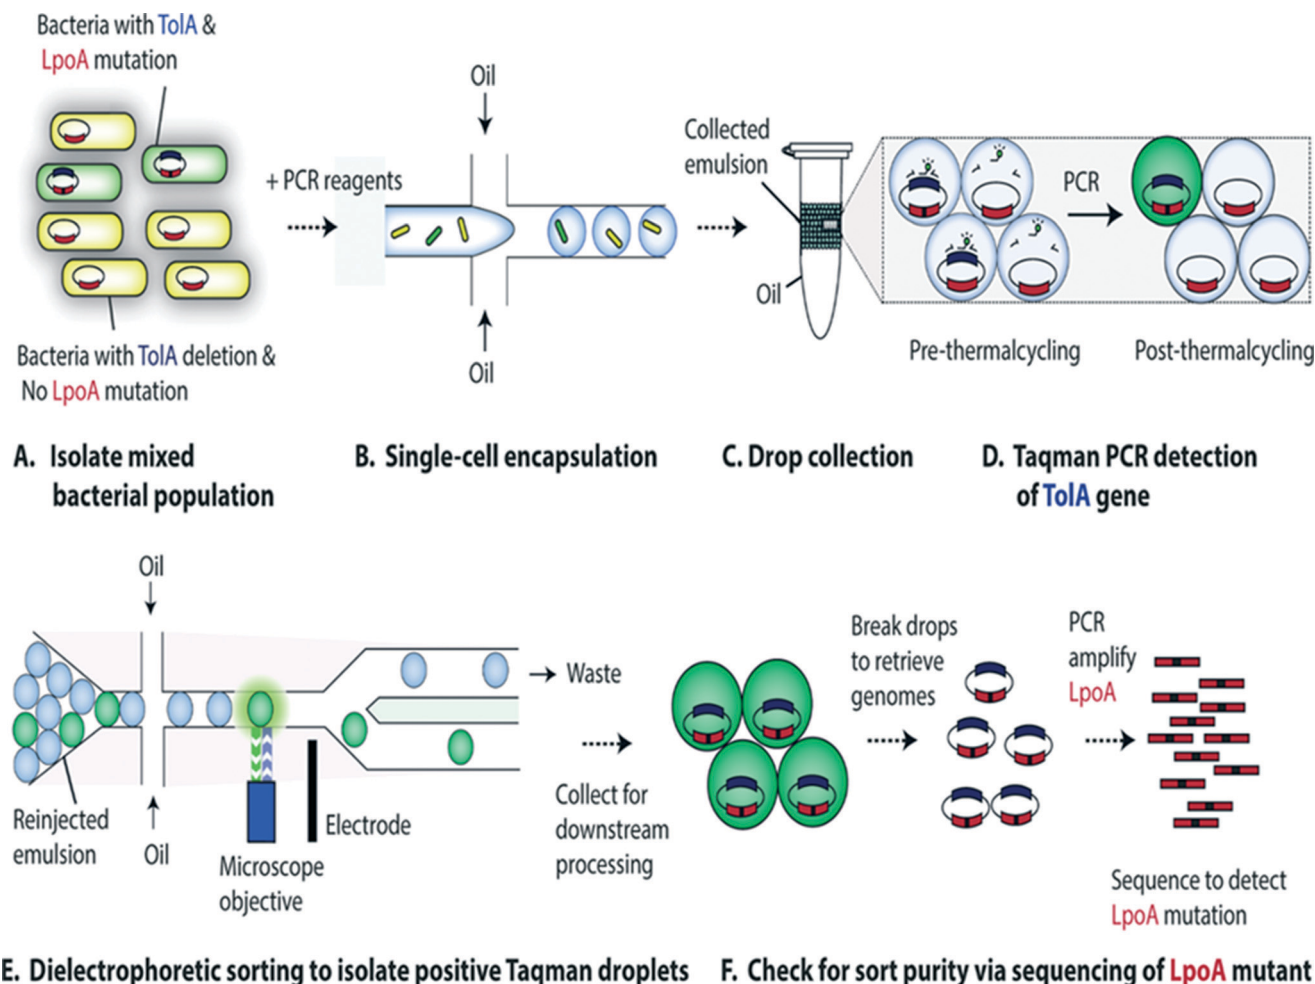 Bacteria with TolA &
LpoA mutation
Bacteria with TolA deletion &
No LpoA mutation
+ PCR reagents
Oil
Oil
Collected
emulsion
Oil
PCR
Pre-thermalcycling
Post-thermalcycling
A. Isolate mixed
bacterial population
B. Single-cell encapsulation
C. Drop collection
D. Taqman PCR detection
of TolA gene
Oil
Reinjected
emulsion
Oil
Microscope
objective
Electrode
Waste
Collect for
downstream
processing
Break drops
to retrieve
genomes
PCR
amplify
LpoA
Sequence to detect
LpoA mutation
E. Dielectrophoretic sorting to isolate positive Taqman droplets
F. Check for sort purity via sequencing of LpoA mutant